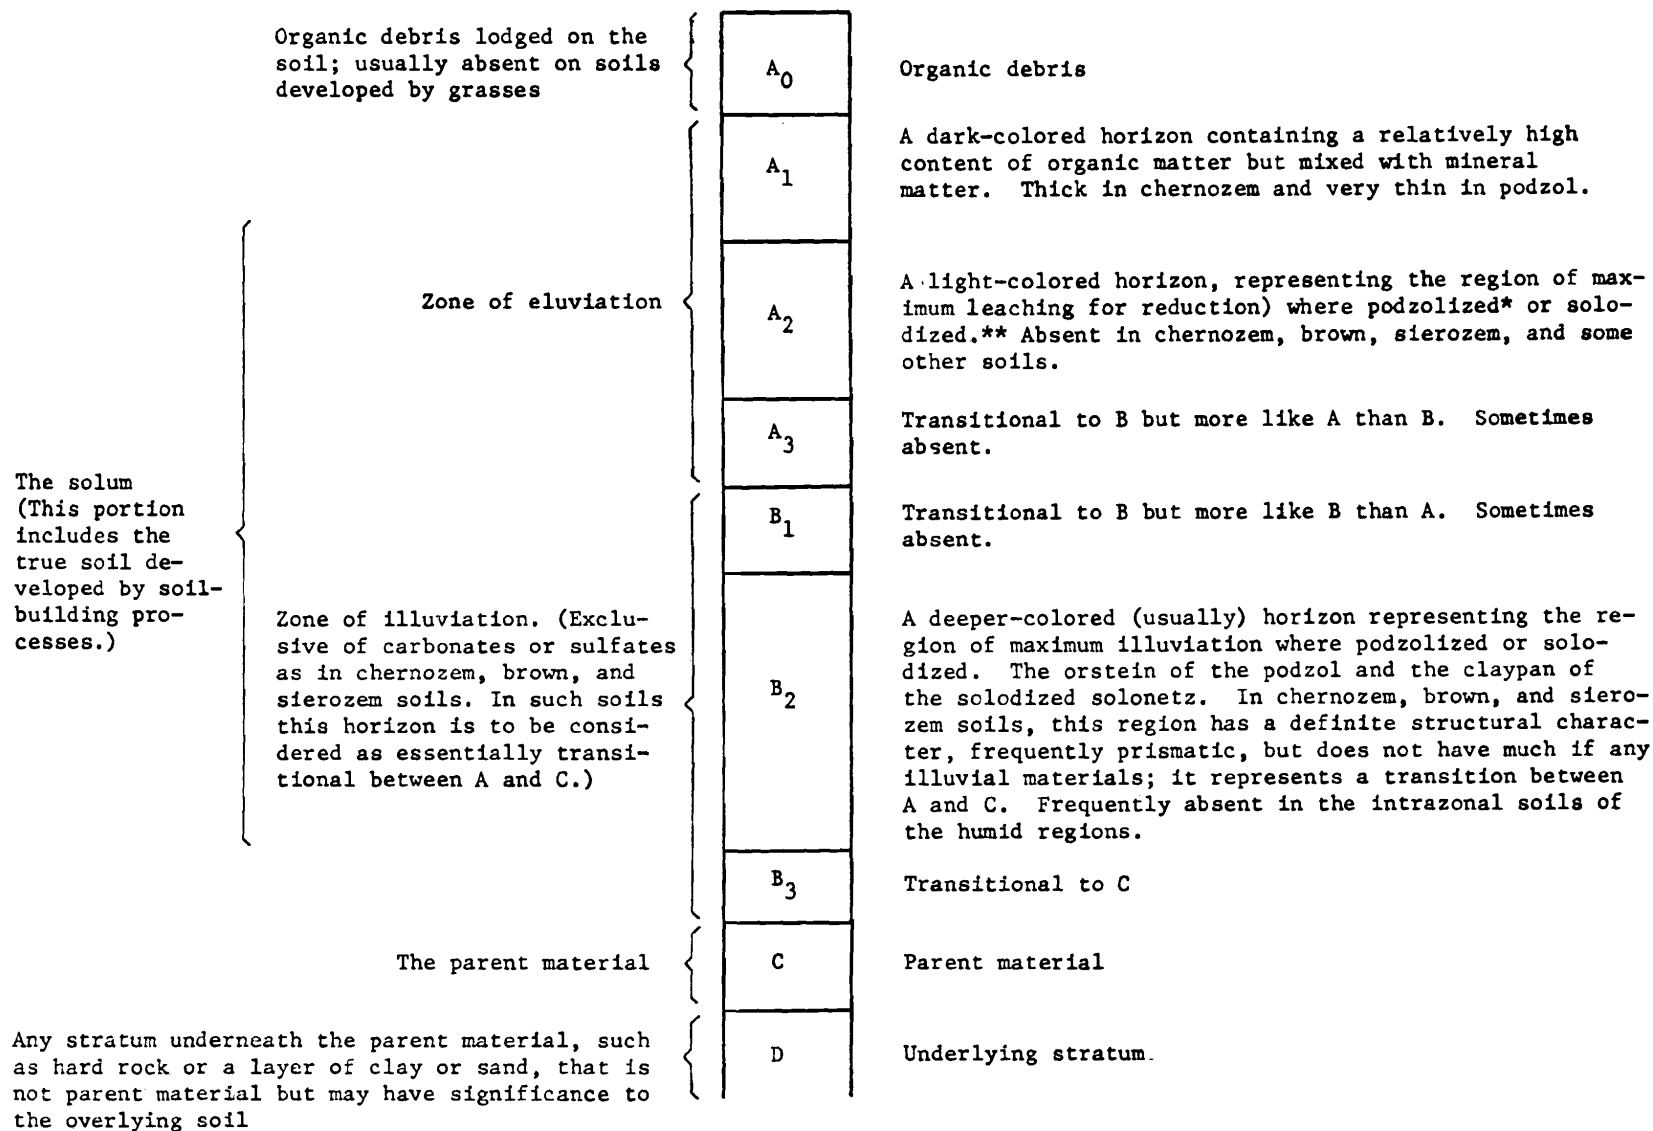 Organic debris lodged on the
soil; usually absent on soils
developed by grasses
A0
Organic debris
A1
A dark-colored horizon containing a relatively high
content of organic matter but mixed with mineral
matter. Thick in chernozem and very thin in podzol.
Zone of eluviation
A2
A light-colored horizon, representing the region of max-
imum leaching for reduction) where podzolized* or solo-
dized.** Absent in chernozem, brown, sierozem, and some
other soils.
A3
Transitional to B but more like A than B. Sometimes
absent.
The solum
(This portion
includes the
true soil de-
veloped by soil-
building pro-
cesses.)
B1
Transitional to B but more like B than A. Sometimes
absent.
Zone of illuviation. (Exclu-
sive of carbonates or sulfates
as in chernozem, brown, and
sierozem soils. In such soils
this horizon is to be consi-
dered as essentially transi-
tional between A and C.)
B2
A deeper-colored (usually) horizon representing the re-
gion of maximum illuviation where podzolized or solo-
dized. The orstein of the podzol and the claypan of
the solodized solonetz. In chernozem, brown, and siero-
zem soils, this region has a definite structural charac-
ter, frequently prismatic, but does not have much if any
illuvial materials; it represents a transition between
A and C. Frequently absent in the intrazonal soils of
the humid regions.
B3
Transitional to C
The parent material
C
Parent material
Any stratum underneath the parent material, such
as hard rock or a layer of clay or sand, that is
not parent material but may have significance to
the overlying soil
D
Underlying stratum.